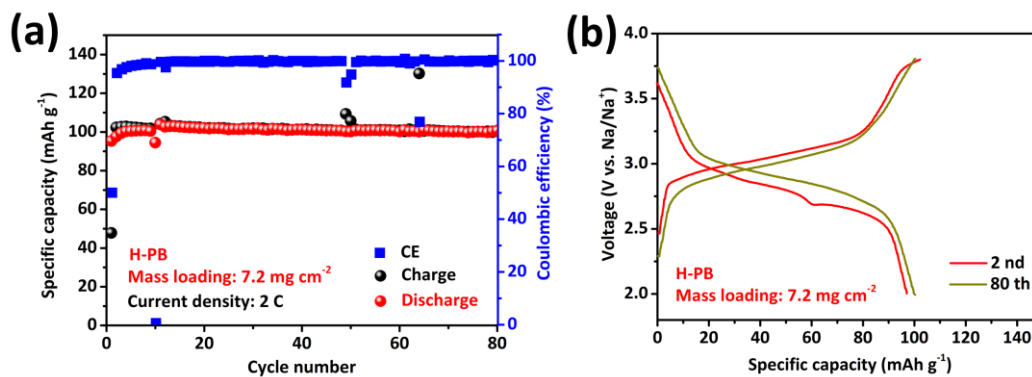 (a)
140
120
100
80
60
40
20
0
Specific capacity (mAh g⁻¹)
0 20 40 60 80
Cycle number
100
80
60
40
20
0
Coulombic efficiency (%)
H-PB
Mass loading: 7.2 mg cm⁻²
Current density: 2 C
CE
Charge
Discharge
(b)
4.0
3.5
3.0
2.5
2.0
Voltage (V vs. Na/Na⁺)
0 20 40 60 80 100 120 140
Specific capacity (mAh g⁻¹)
H-PB
Mass loading: 7.2 mg cm⁻²
2 nd
80 th